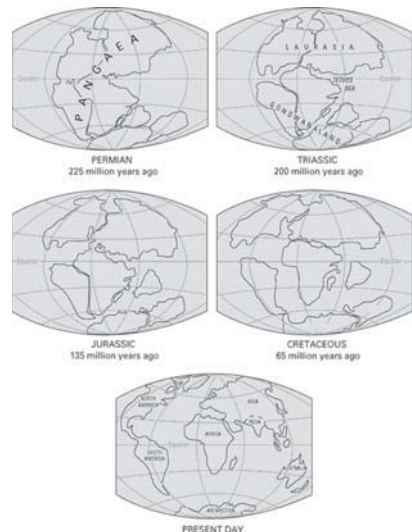 PANGAEA
Equator
PERMIAN
225 million years ago
LAURASIA
TETHYS
SEA
GONDWANALAND
TRIASSIC
200 million years ago
Equator
JURASSIC
135 million years ago
Equator
CRETACEOUS
65 million years ago
NORTH
AMERICA
ASIA
INDIA
AFRICA
Equator
SOUTH
AMERICA
AUSTRALIA
ANTARCTICA
PRESENT DAY